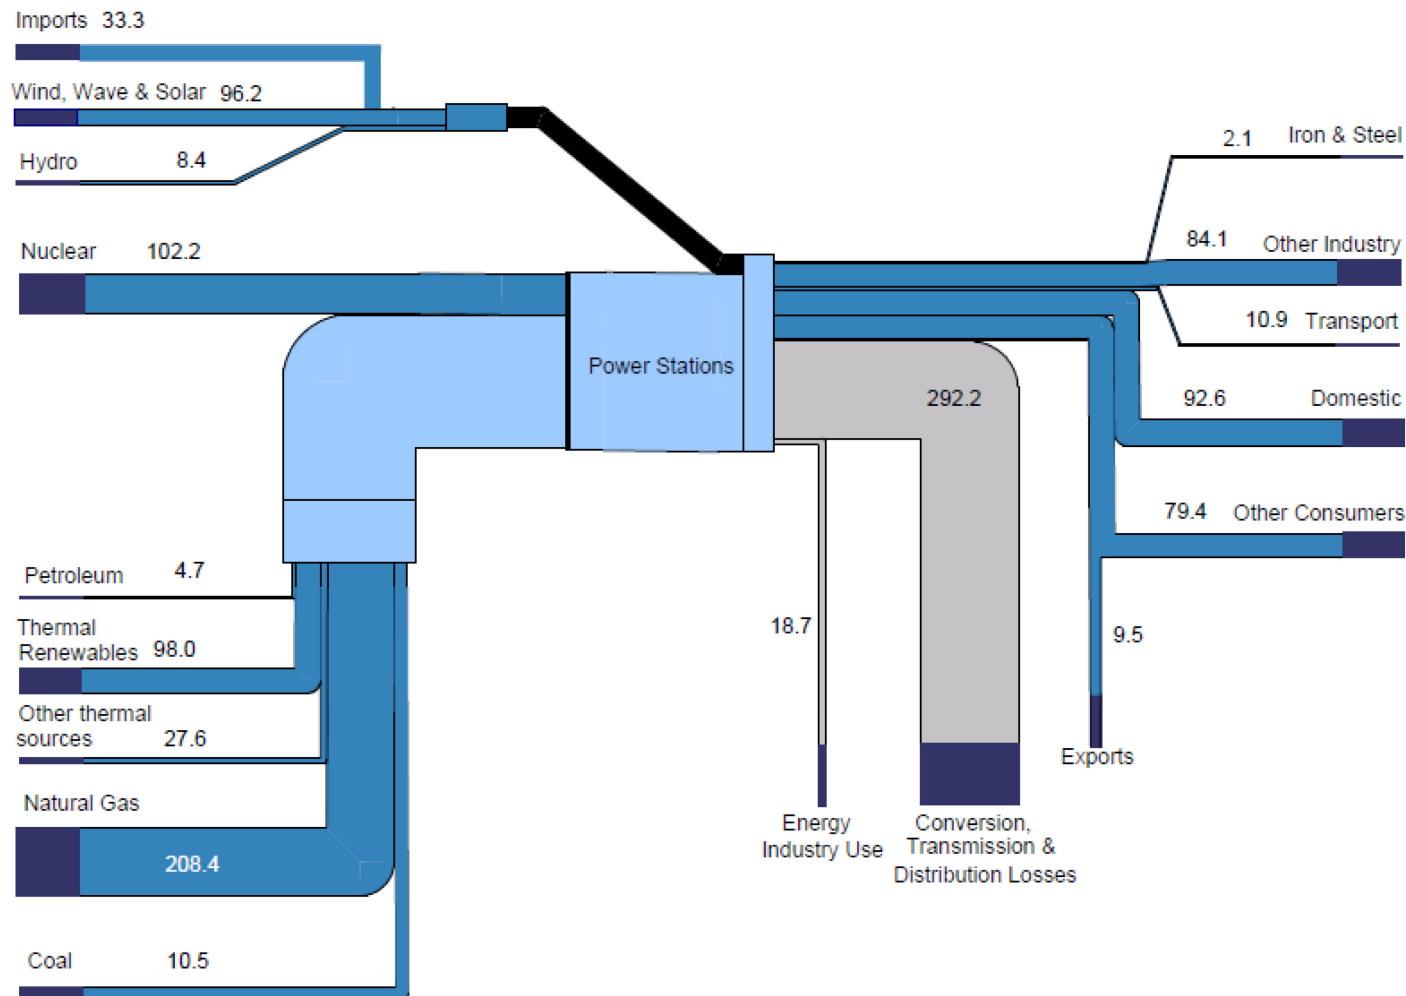 Imports 33.3
Wind, Wave & Solar 96.2
Hydro 8.4
Nuclear 102.2
Petroleum 4.7
Thermal
Renewables 98.0
Other thermal
sources 27.6
Natural Gas
208.4
Coal 10.5
Power Stations
2.1 Iron & Steel
84.1 Other Industry
10.9 Transport
92.6 Domestic
79.4 Other Consumers
292.2
18.7
9.5
Exports
Energy
Industry Use
Conversion,
Transmission &
Distribution Losses